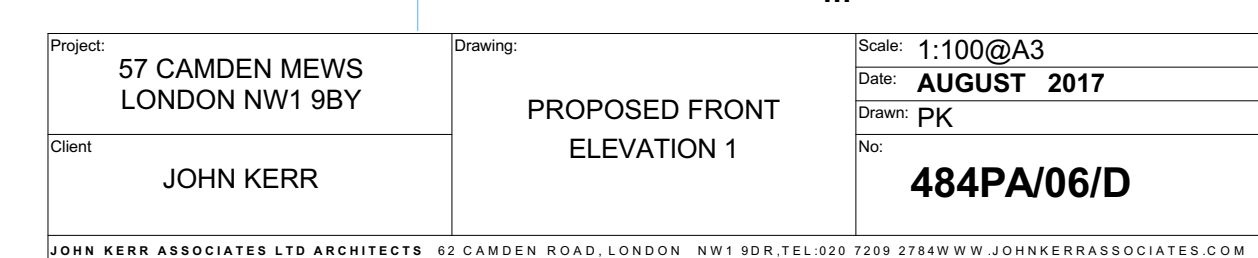 Project:
57 CAMDEN MEWS
LONDON NW1 9BY
Client
JOHN KERR
Drawing:
PROPOSED FRONT
ELEVATION 1
Scale: 1:100@A3
Date: AUGUST 2017
Drawn: PK
No:
484PA/06/D
JOHN KERR ASSOCIATES LTD ARCHITECTS 62 CAMDEN ROAD, LONDON NW1 9DR,TEL:020 7209 2784WWW.JOHNKERRASSOCIATES.COM